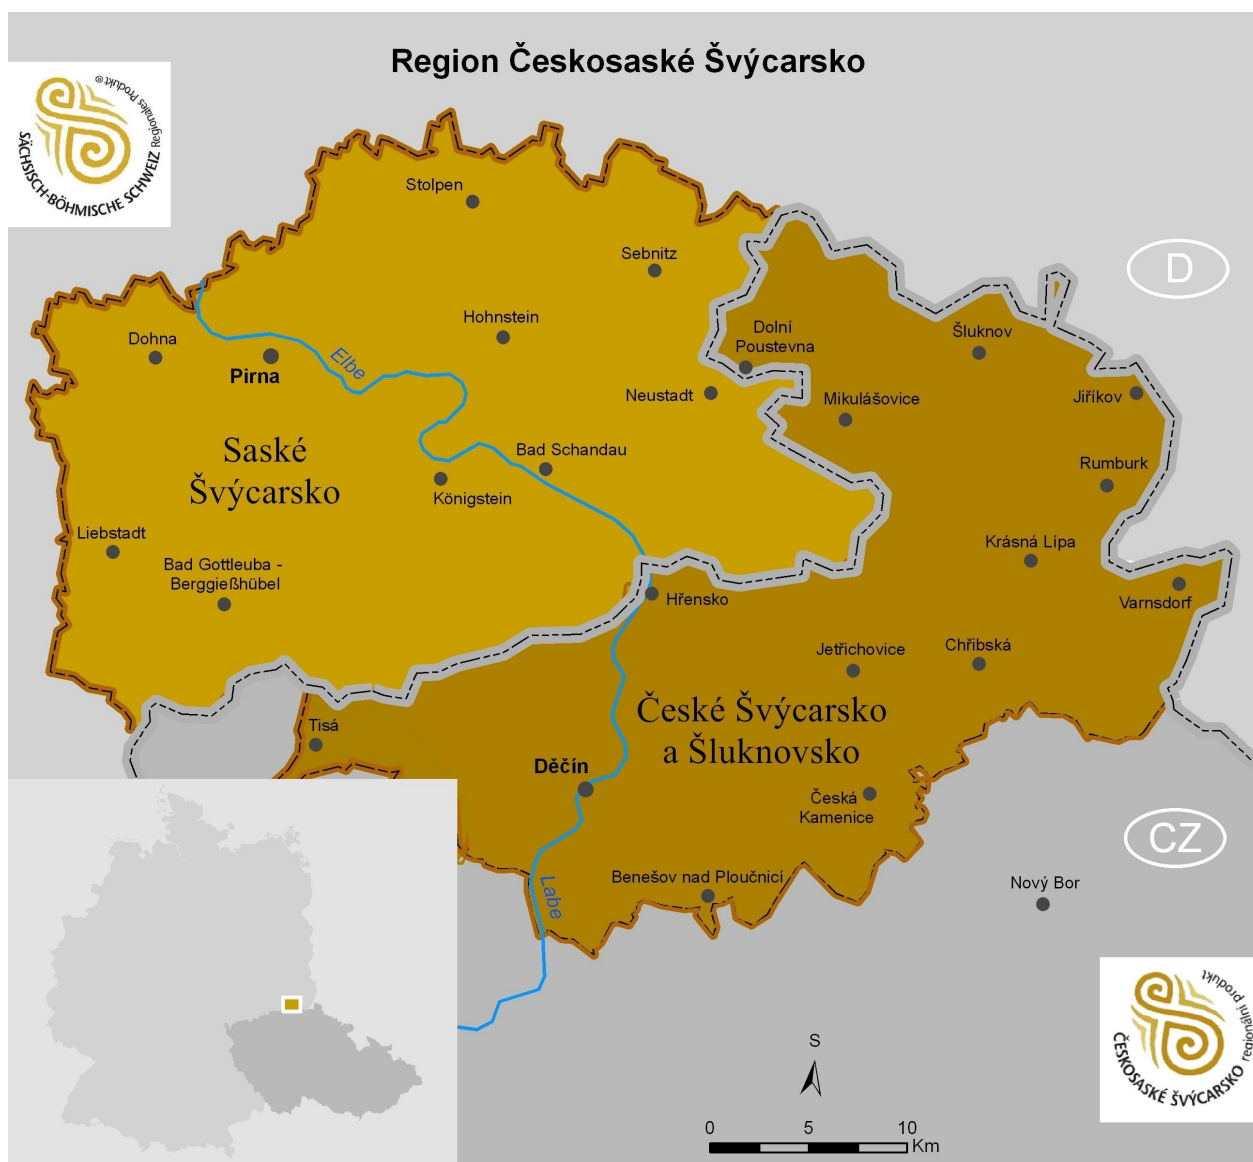 Region Českosaské Švýcarsko
SÄCHSISCH-BÖHMISCHE SCHWEIZ Regionales Produkt®
Stolpen
Sebnitz
D
Hohnstein
Dolní
Poustevna
Šluknov
Dohna
Pirna
Elbe
Neustadt
Mikulášovice
Jiříkov
Saské
Švýcarsko
Bad Schandau
Königstein
Rumburk
Liebstadt
Bad Gottleuba -
Berggießhübel
Krásná Lípa
Hřensko
Varnsdorf
Jetřichovice
Chřibská
Tisá
České Švýcarsko
a Šluknovsko
Děčín
Česká
Kamenice
CZ
Labe
Benešov nad Ploučnicí
Nový Bor
ČESKOSASKÉ ŠVÝCARSKO regionální produkt
S
0 5 10
Km